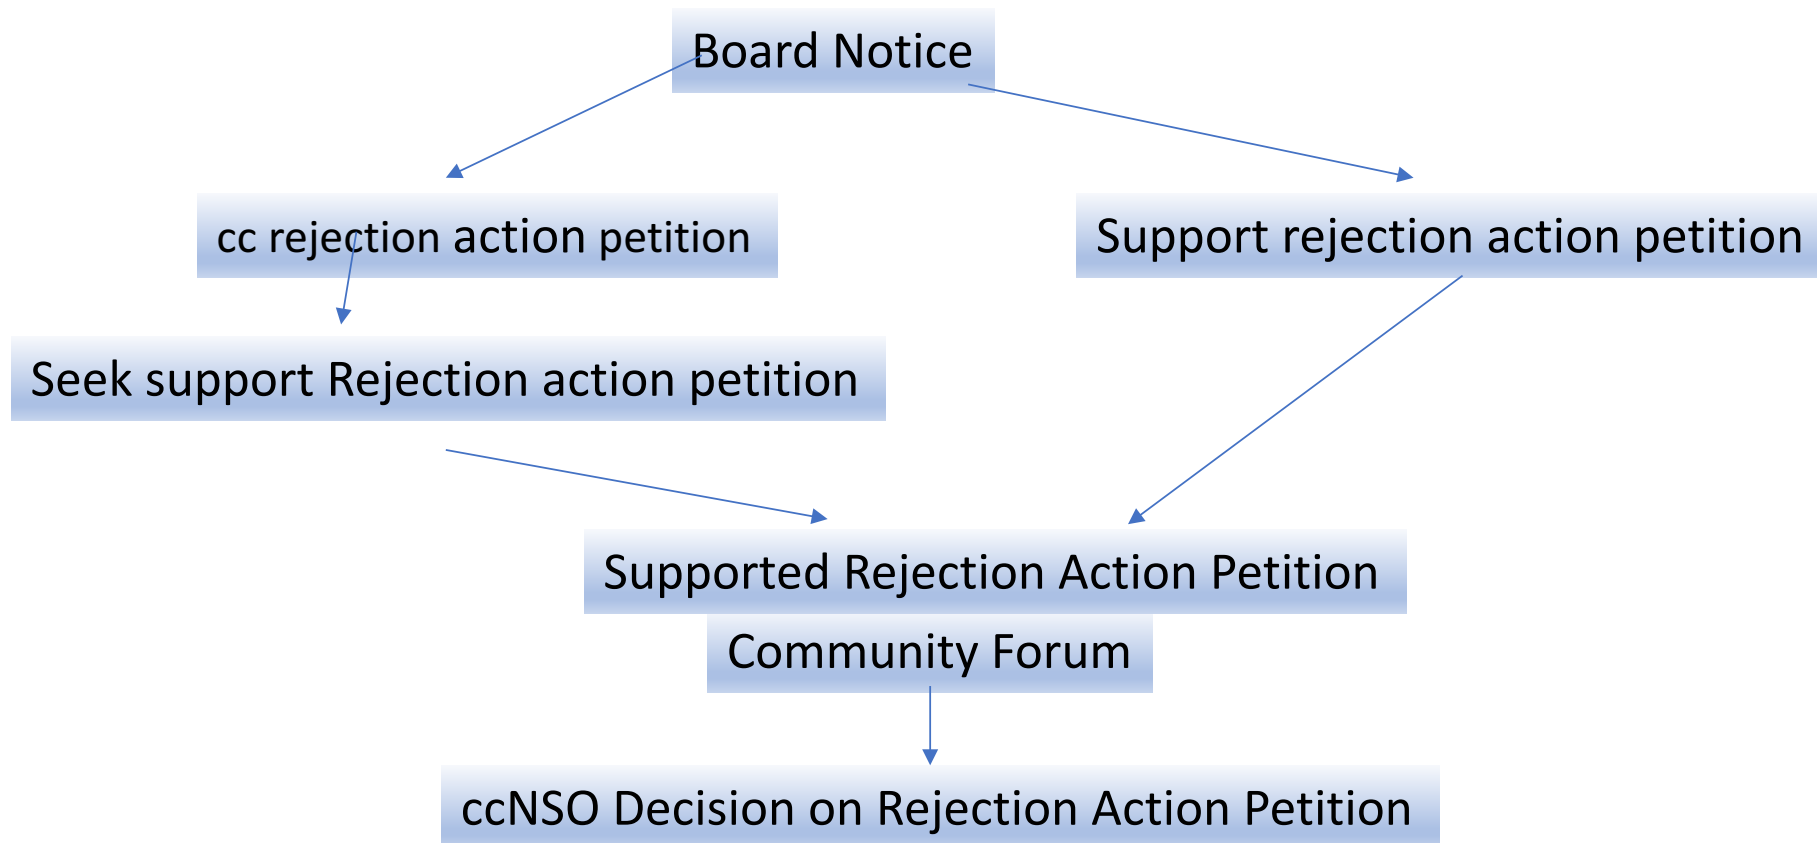 Board Notice
cc rejection action petition
Support rejection action petition
Seek support Rejection action petition
Supported Rejection Action Petition
Community Forum
ccNSO Decision on Rejection Action Petition